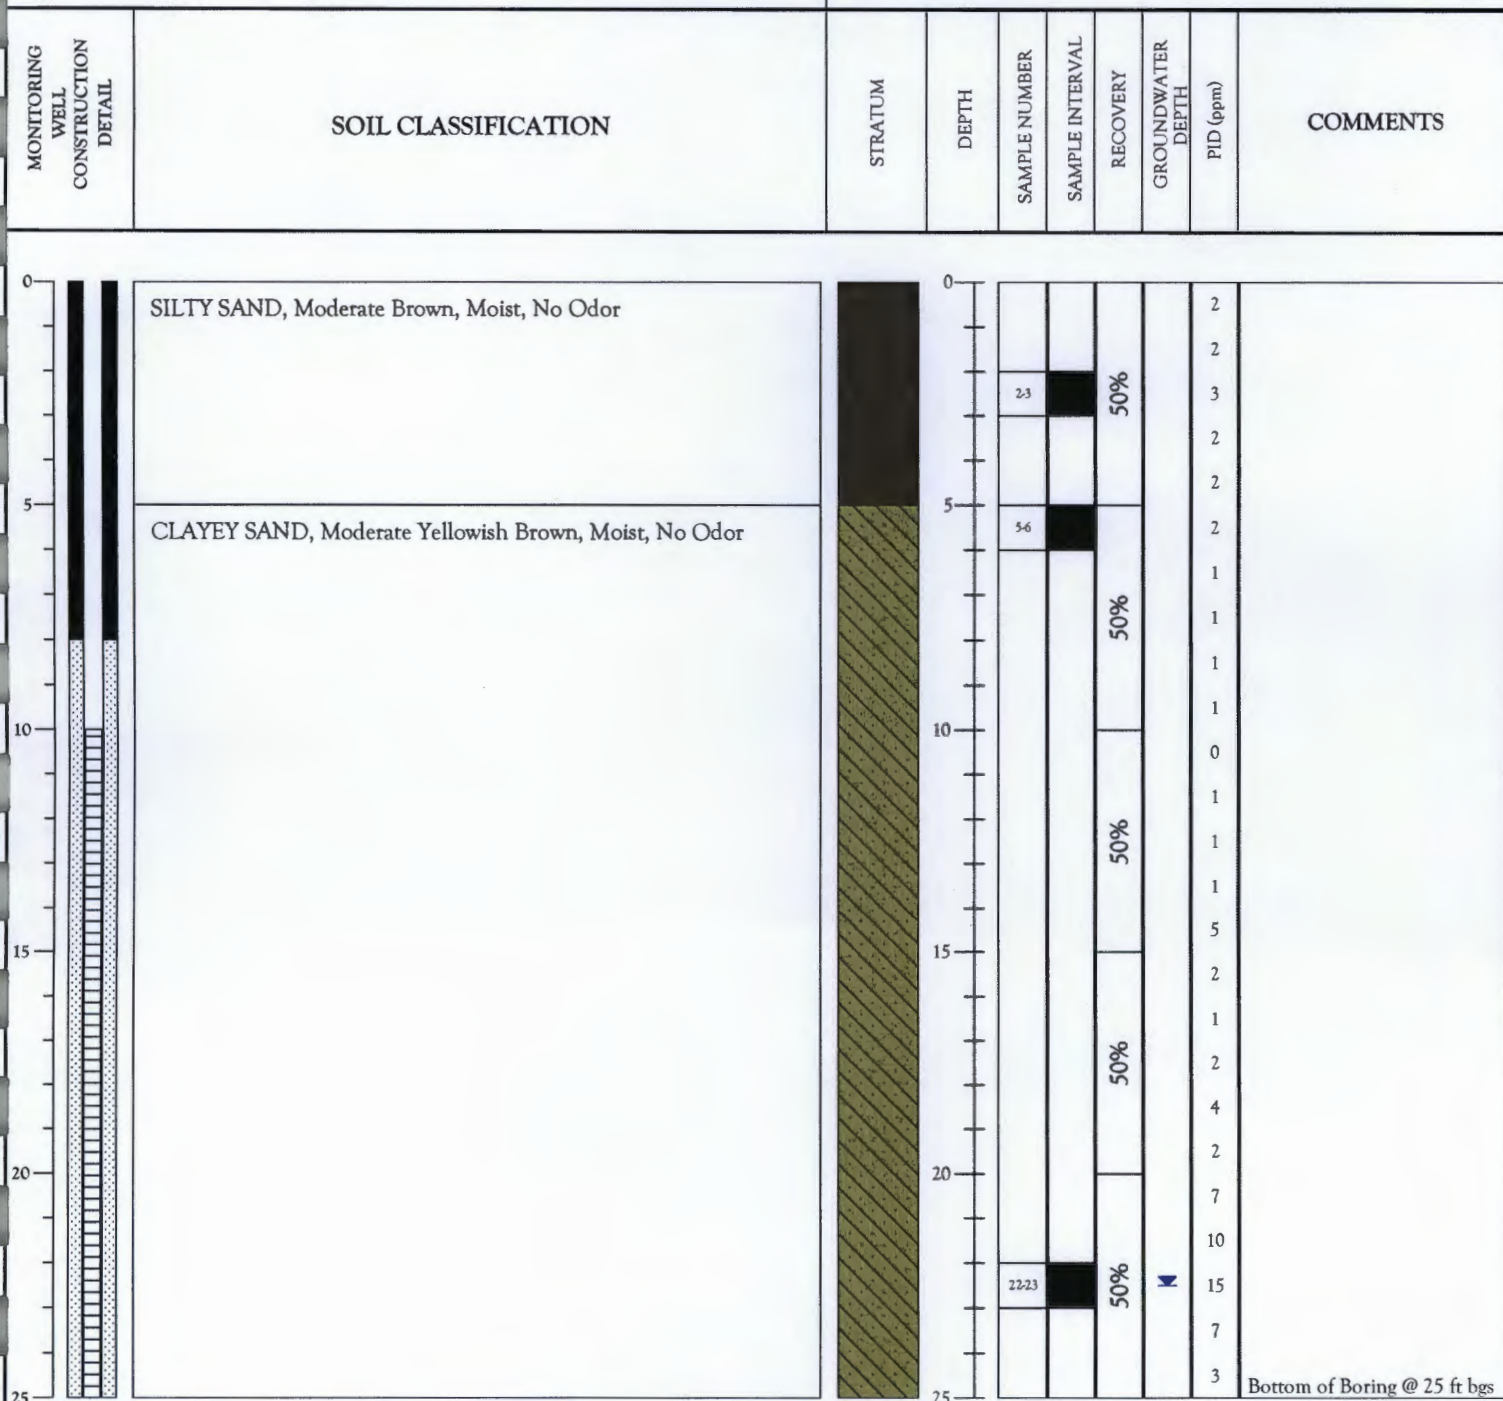 MONITORING
WELL
CONSTRUCTION
DETAIL
SOIL CLASSIFICATION
STRATUM
DEPTH
SAMPLE NUMBER
SAMPLE INTERVAL
RECOVERY
GROUNDWATER
DEPTH
PID (ppm)
COMMENTS
0
SILTY SAND, Moderate Brown, Moist, No Odor
0
2
2
2-3
50%
3
2
2
5
CLAYEY SAND, Moderate Yellowish Brown, Moist, No Odor
5
5-6
2
1
50%
1
1
1
10
10
0
1
50%
1
1
5
15
15
2
1
50%
2
4
2
20
20
7
10
22-23
50%
15
7
3
Bottom of Boring @ 25 ft bgs
25
25